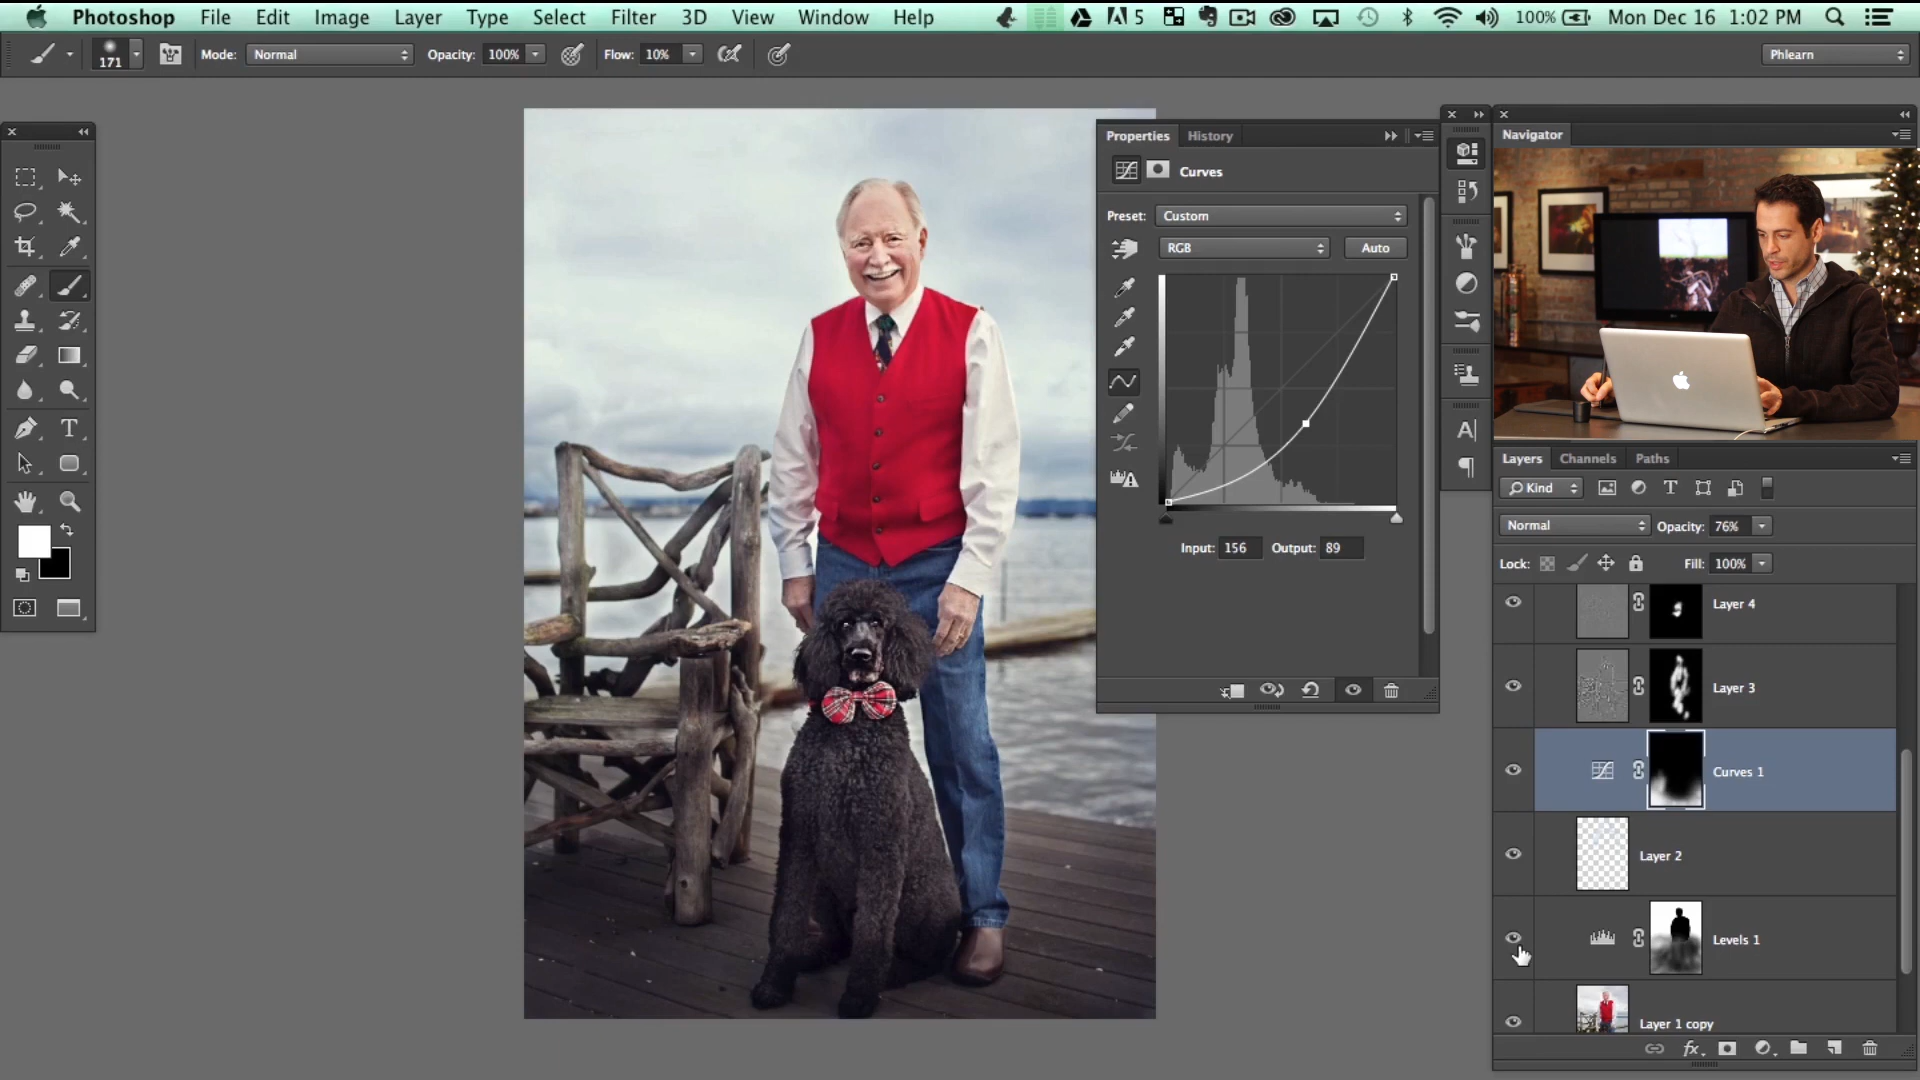 Photoshop File Edit Image Layer Type Select Filter 3D View Window Help 5 100% Mon Dec 16 1:02 PM
171 Mode: Normal Opacity: 100% Flow: 10% Phlearn
Properties History
Curves
Preset: Custom
RGB Auto
Input: 156 Output: 89
Navigator
Layers Channels Paths
Kind
Normal Opacity: 76%
Lock: Fill: 100%
Layer 4
Layer 3
Curves 1
Layer 2
Levels 1
Layer 1 copy